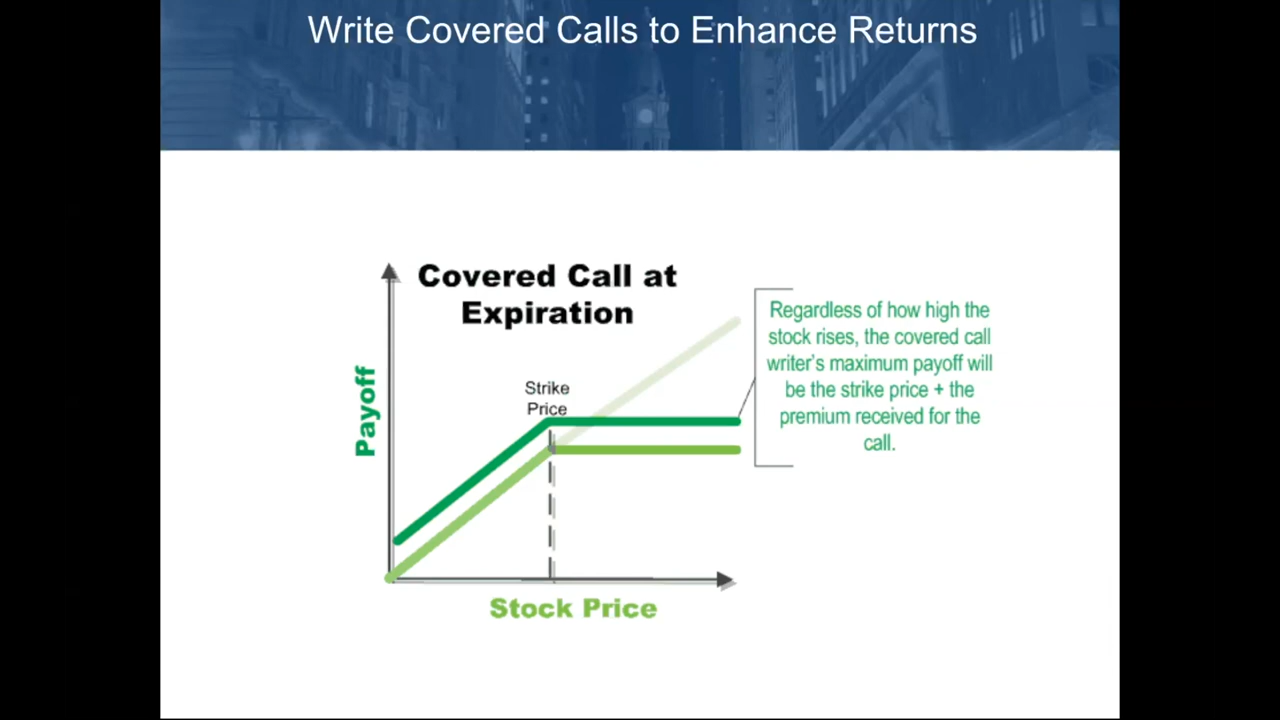 Write Covered Calls to Enhance Returns
Covered Call at
Expiration
Regardless of how high the
stock rises, the covered call
writer's maximum payoff will
be the strike price + the
premium received for the
call.
Strike
Price
Payoff
Stock Price